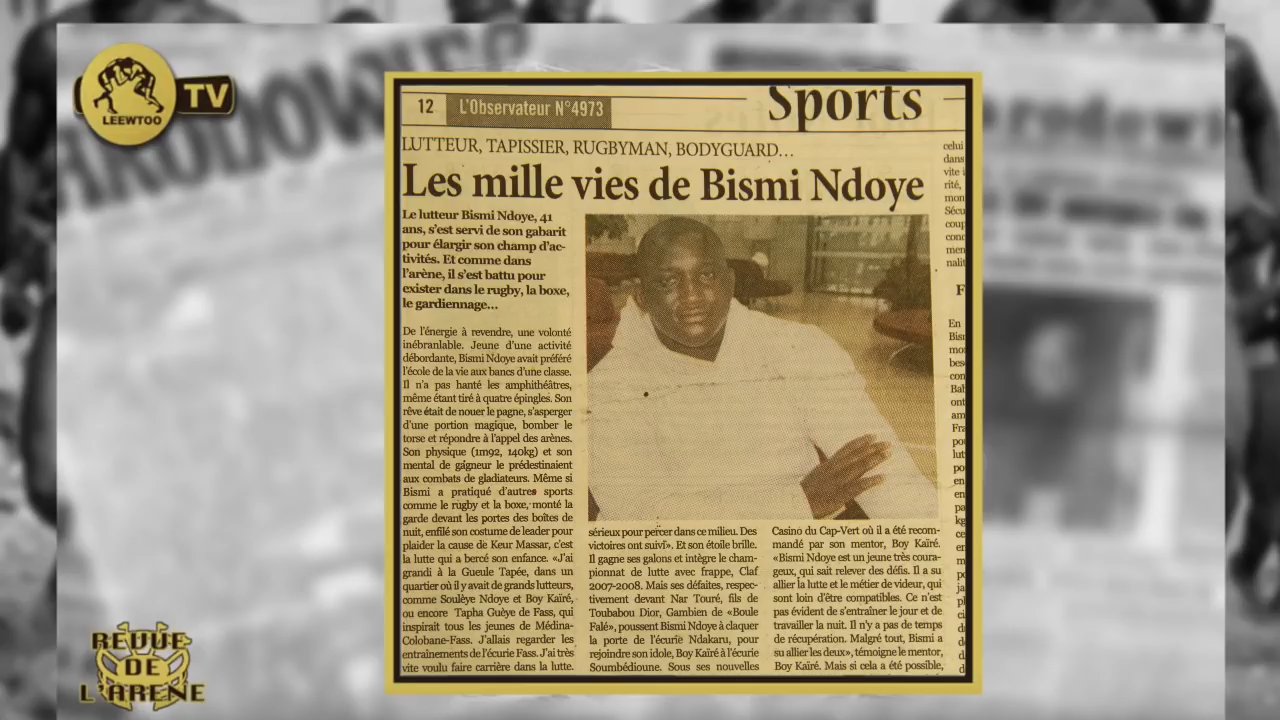 LEEWTOO
TV
12
L'Observateur N°4973
Sports
LUTTEUR, TAPISSIER, RUGBYMAN, BODYGUARD…
Les mille vies de Bismi Ndoye
Le lutteur Bismi Ndoye, 41
ans, s'est servi de son gabarit
pour élargir son champ d'ac-
tivités. Et comme dans
l'arène, il s'est battu pour
exister dans le rugby, la boxe,
le gardiennage…
De l'énergie à revendre, une volonté
inébranlable. Jeune d'une activité
débordante, Bismi Ndoye avait préféré
l'école de la vie aux bancs d'une classe.
Il n'a pas hanté les amphithéâtres,
même étant tiré à quatre épingles. Son
rêve était de nouer le pagne, s'asperger
d'une portion magique, bomber le
torse et répondre à l'appel des arènes.
Son physique (1m92, 140kg) et son
mental de gagneur le prédestinaient
aux combats de gladiateurs. Même si
Bismi a pratiqué d'autres sports
comme le rugby et la boxe, monté la
garde devant les portes des boîtes de
nuit, enfilé son costume de leader pour
plaider la cause de Keur Massar, c'est
la lutte qui a bercé son enfance. «J'ai
grandi à la Gueule Tapée, dans un
quartier où il y avait de grands lutteurs,
comme Soulèye Ndoye et Boy Kaïré,
ou encore Tapha Guèye de Fass, qui
inspirait tous les jeunes de Médina-
Colobane-Fass. J'allais regarder les
entraînements de l'écurie Fass. J'ai très
vite voulu faire carrière dans la lutte.
sérieux pour percer dans ce milieu. Des
victoires ont suivi». Et son étoile brille.
Il gagne ses galons et intègre le cham-
pionnat de lutte avec frappe, Claf
2007-2008. Mais ses défaites, respec-
tivement devant Nar Touré, fils de
Toubabou Dior, Gambien de «Boule
Falé», poussent Bismi Ndoye à claquer
la porte de l'écurie Ndakaru, pour
rejoindre son idole, Boy Kaïré à l'écurie
Soumbédioune. Sous ses nouvelles
Casino du Cap-Vert où il a été recom-
mandé par son mentor, Boy Kaïré.
«Bismi Ndoye est un jeune très coura-
geux, qui sait relever des défis. Il a su
allier la lutte et le métier de videur, qui
sont loin d'être compatibles. Ce n'est
pas évident de s'entraîner le jour et de
travailler la nuit. Il n'y a pas de temps
de récupération. Malgré tout, Bismi a
su allier les deux», témoigne le mentor,
Boy Kaïré. Mais si cela a été possible,
celui
dans
vite
rité,
mon
Sécu
coup
conc
men
nalit
F
En
Bis
REVUE
DE
L'ARENE